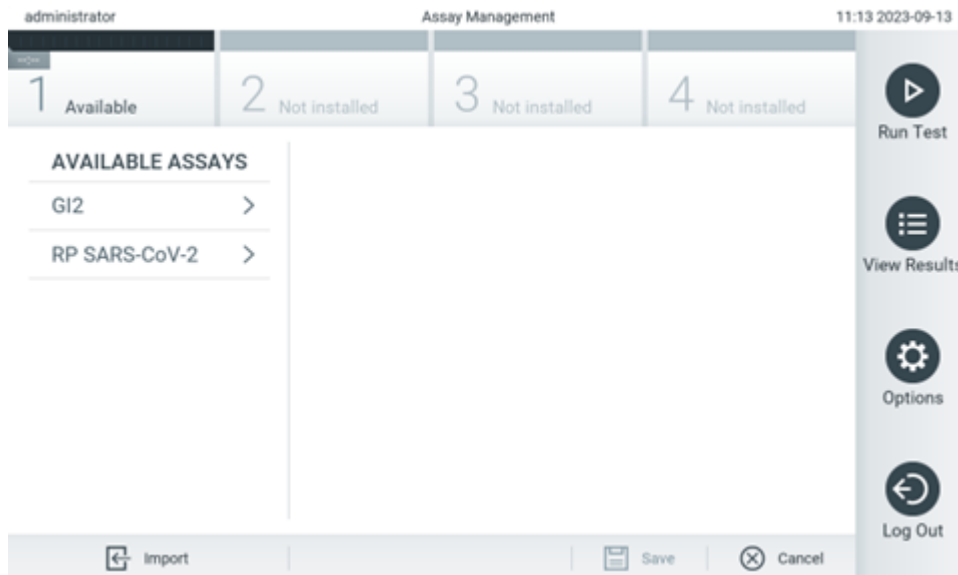 administrator Assay Management 11:13 2023-09-13
--:--
1 Available 2 Not installed 3 Not installed 4 Not installed
Run Test
AVAILABLE ASSAYS
GI2
RP SARS-CoV-2
View Results
Options
Log Out
Import Save Cancel